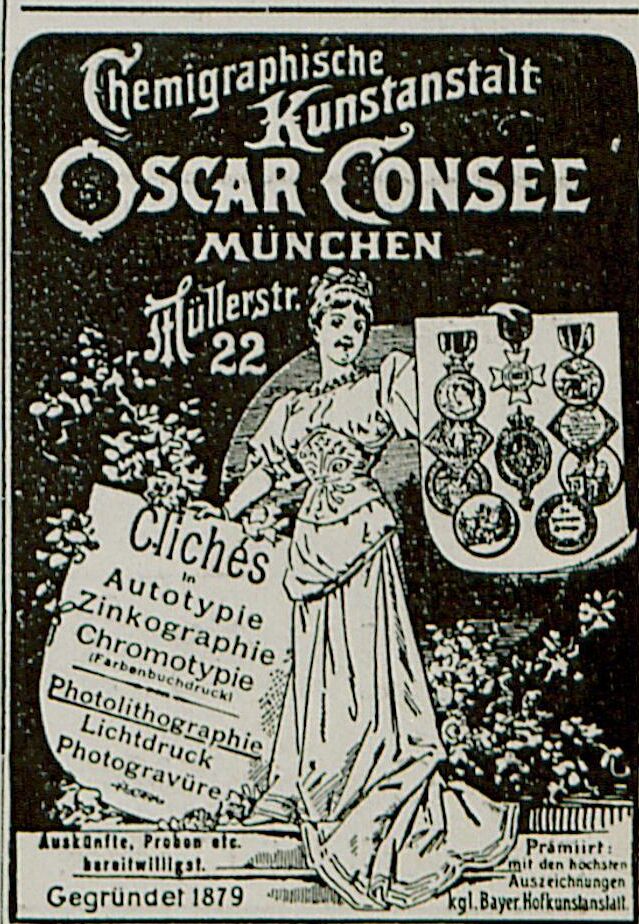 Chemigraphische
Kunstanstalt
OSCAR CONSÉE
MÜNCHEN
Müllerstr.
22
Clichés
in
Autotypie
Zinkographie
Chromotypie
(Farbenbuchdruck)
Photolithographie
Lichtdruck
Photogravüre
Auskünfte, Proben etc.
bereitwilligst.
Gegründet 1879
Prämiirt:
mit den höchsten
Auszeichnungen
kgl. Bayer. Hofkunstanstalt.